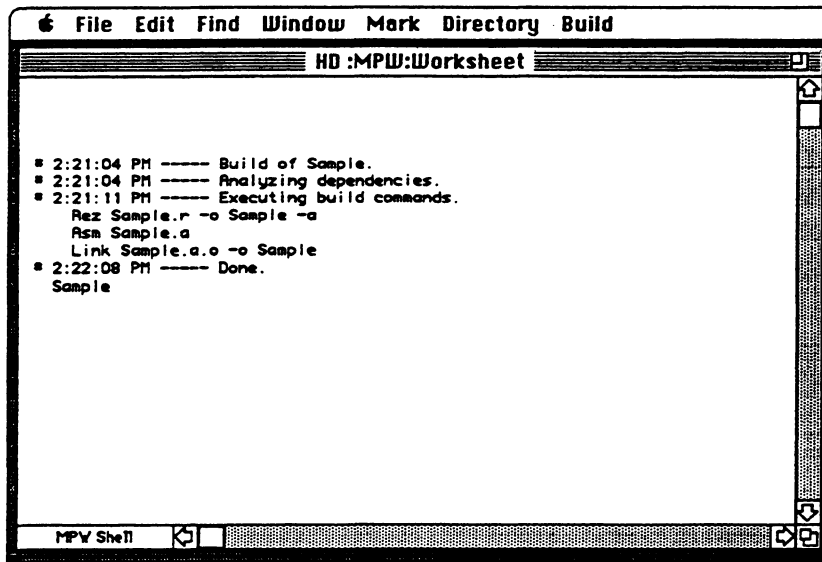 File Edit Find Window Mark Directory Build
HD :MPW:Worksheet
# 2:21:04 PM ----- Build of Sample.
# 2:21:04 PM ----- Analyzing dependencies.
# 2:21:11 PM ----- Executing build commands.
Rez Sample.r -o Sample -a
Asm Sample.a
Link Sample.a.o -o Sample
# 2:22:08 PM ----- Done.
Sample
MPW Shell